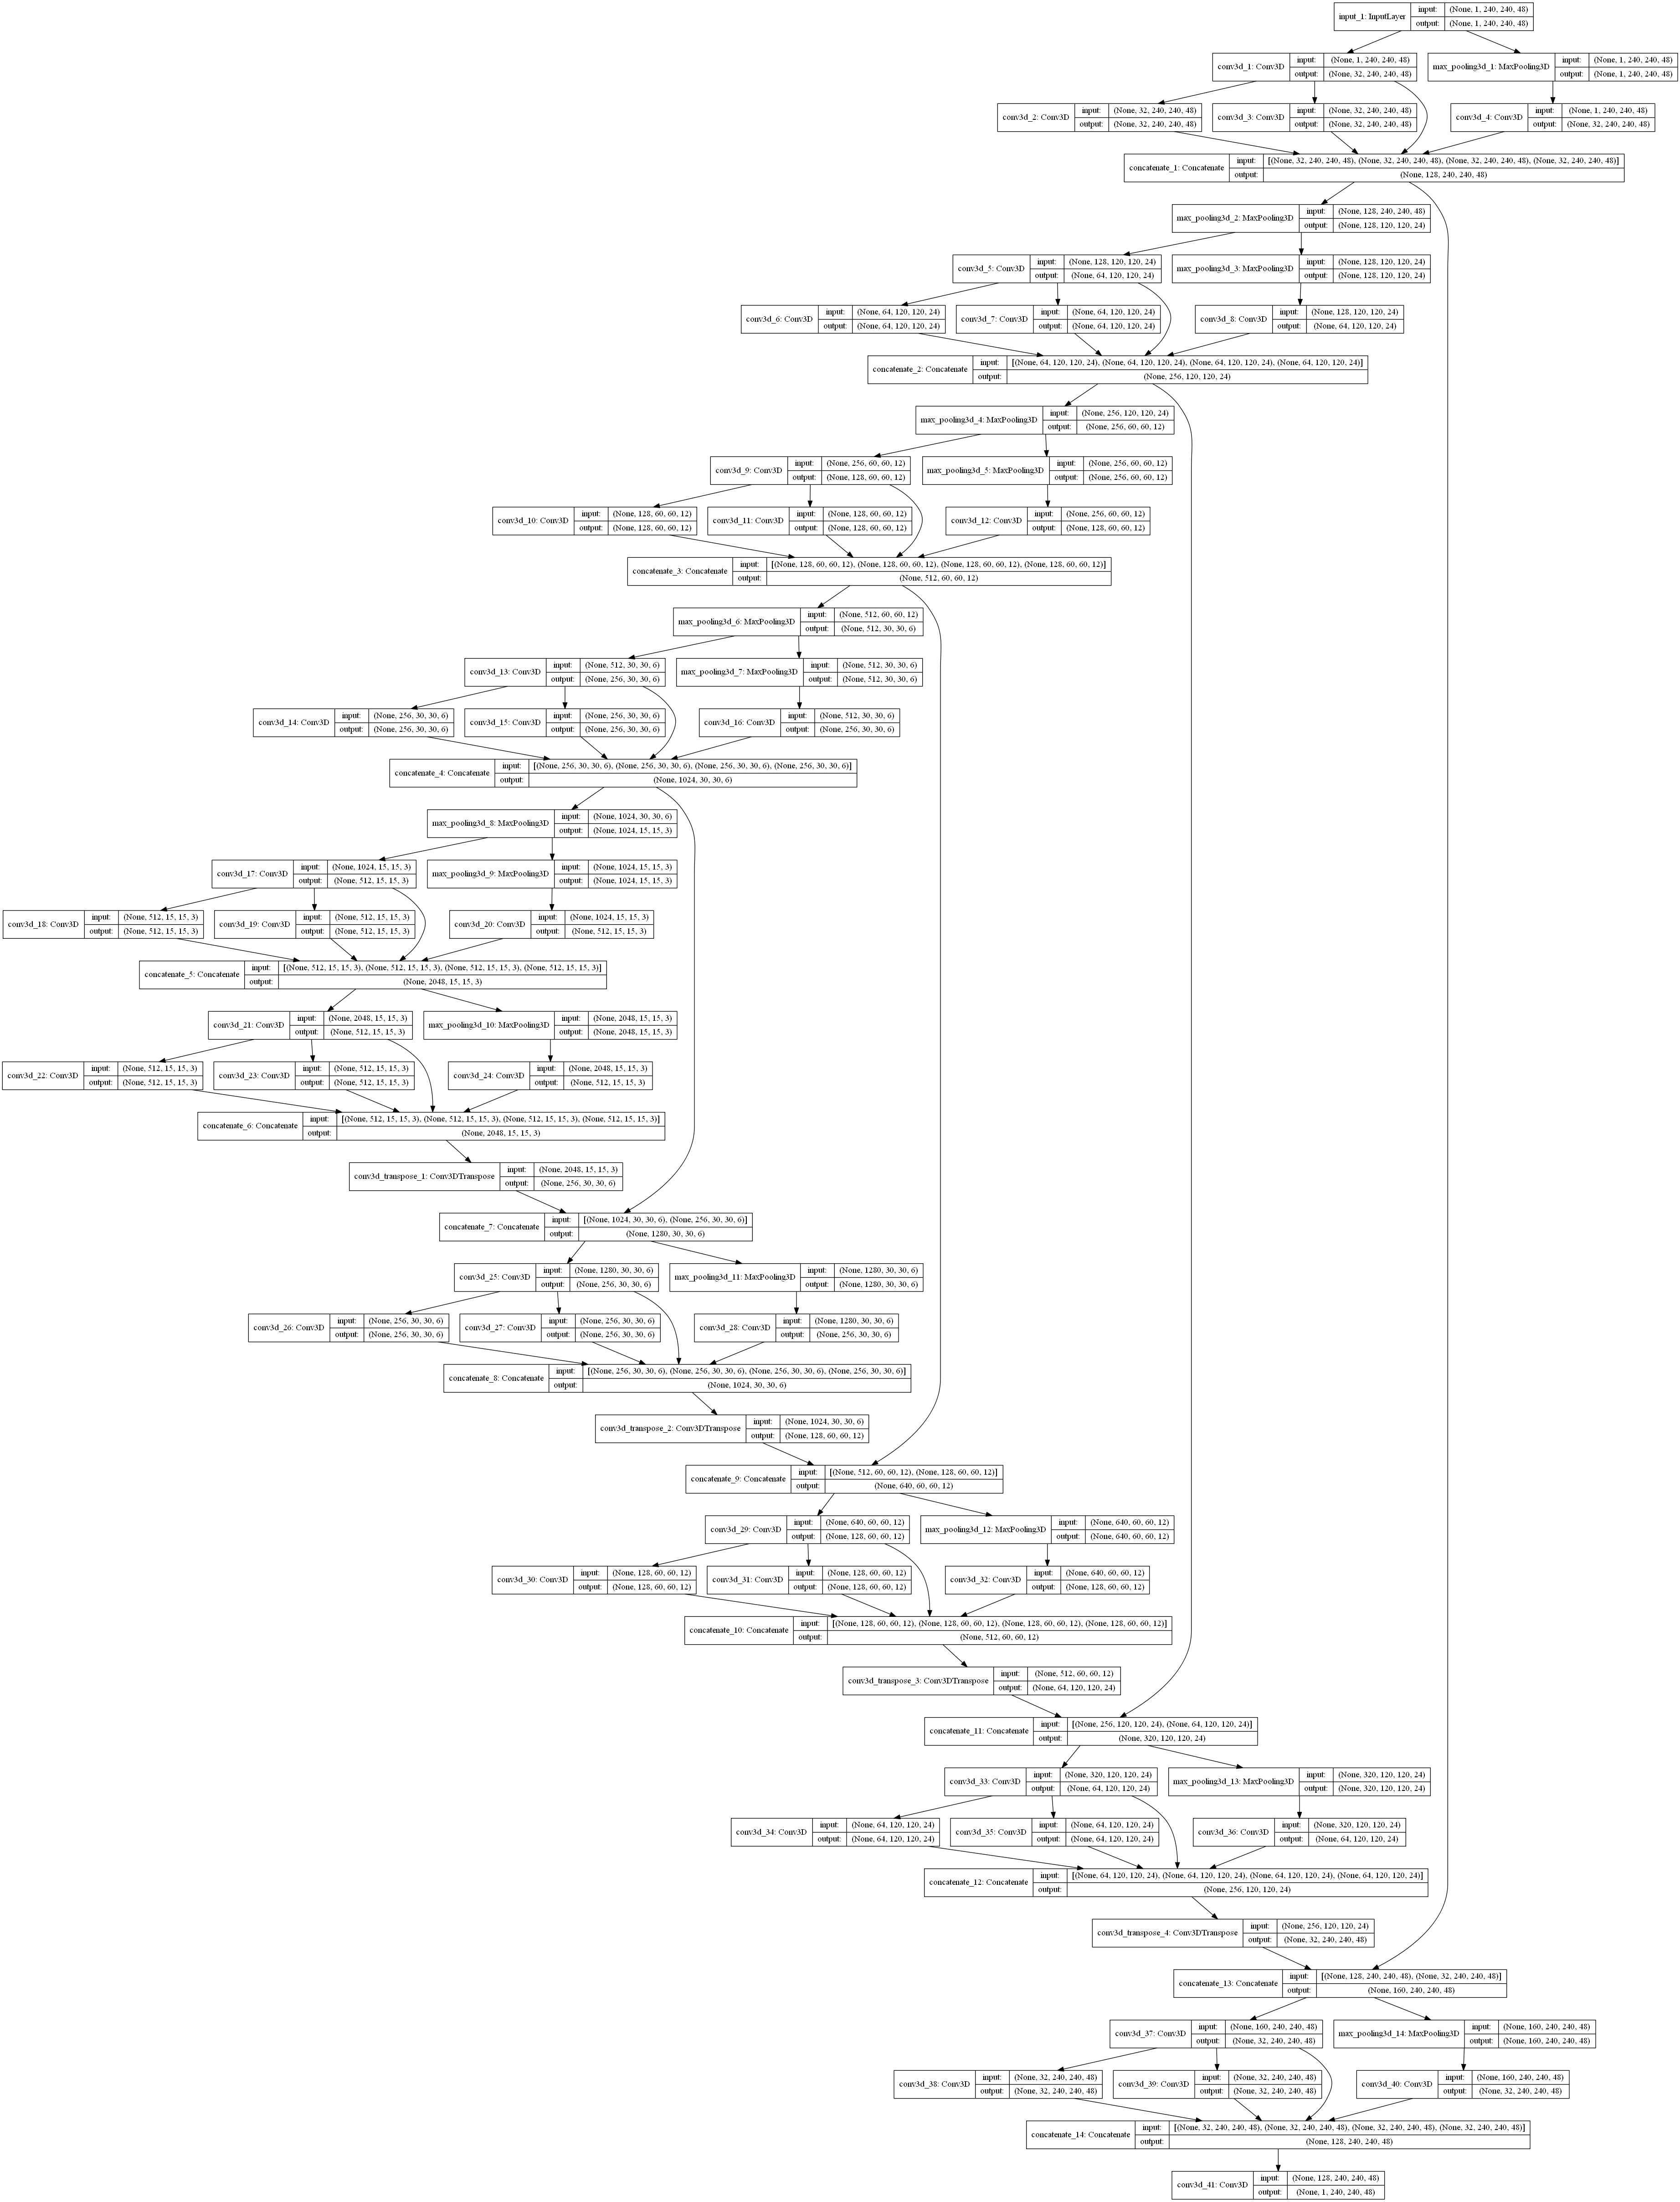 input_1: InputLayer
input:
(None, 1, 240, 240, 48)
output:
(None, 1, 240, 240, 48)
conv3d_1: Conv3D
input:
(None, 1, 240, 240, 48)
output:
(None, 32, 240, 240, 48)
max_pooling3d_1: MaxPooling3D
input:
(None, 1, 240, 240, 48)
output:
(None, 1, 240, 240, 48)
conv3d_2: Conv3D
input:
(None, 32, 240, 240, 48)
output:
(None, 32, 240, 240, 48)
conv3d_3: Conv3D
input:
(None, 32, 240, 240, 48)
output:
(None, 32, 240, 240, 48)
conv3d_4: Conv3D
input:
(None, 1, 240, 240, 48)
output:
(None, 32, 240, 240, 48)
concatenate_1: Concatenate
input:
[(None, 32, 240, 240, 48), (None, 32, 240, 240, 48), (None, 32, 240, 240, 48), (None, 32, 240, 240, 48)]
output:
(None, 128, 240, 240, 48)
max_pooling3d_2: MaxPooling3D
input:
(None, 128, 240, 240, 48)
output:
(None, 128, 120, 120, 24)
conv3d_5: Conv3D
input:
(None, 128, 120, 120, 24)
output:
(None, 64, 120, 120, 24)
max_pooling3d_3: MaxPooling3D
input:
(None, 128, 120, 120, 24)
output:
(None, 128, 120, 120, 24)
conv3d_6: Conv3D
input:
(None, 64, 120, 120, 24)
output:
(None, 64, 120, 120, 24)
conv3d_7: Conv3D
input:
(None, 64, 120, 120, 24)
output:
(None, 64, 120, 120, 24)
conv3d_8: Conv3D
input:
(None, 128, 120, 120, 24)
output:
(None, 64, 120, 120, 24)
concatenate_2: Concatenate
input:
[(None, 64, 120, 120, 24), (None, 64, 120, 120, 24), (None, 64, 120, 120, 24), (None, 64, 120, 120, 24)]
output:
(None, 256, 120, 120, 24)
max_pooling3d_4: MaxPooling3D
input:
(None, 256, 120, 120, 24)
output:
(None, 256, 60, 60, 12)
conv3d_9: Conv3D
input:
(None, 256, 60, 60, 12)
output:
(None, 128, 60, 60, 12)
max_pooling3d_5: MaxPooling3D
input:
(None, 256, 60, 60, 12)
output:
(None, 256, 60, 60, 12)
conv3d_10: Conv3D
input:
(None, 128, 60, 60, 12)
output:
(None, 128, 60, 60, 12)
conv3d_11: Conv3D
input:
(None, 128, 60, 60, 12)
output:
(None, 128, 60, 60, 12)
conv3d_12: Conv3D
input:
(None, 256, 60, 60, 12)
output:
(None, 128, 60, 60, 12)
concatenate_3: Concatenate
input:
[(None, 128, 60, 60, 12), (None, 128, 60, 60, 12), (None, 128, 60, 60, 12), (None, 128, 60, 60, 12)]
output:
(None, 512, 60, 60, 12)
max_pooling3d_6: MaxPooling3D
input:
(None, 512, 60, 60, 12)
output:
(None, 512, 30, 30, 6)
conv3d_13: Conv3D
input:
(None, 512, 30, 30, 6)
output:
(None, 256, 30, 30, 6)
max_pooling3d_7: MaxPooling3D
input:
(None, 512, 30, 30, 6)
output:
(None, 512, 30, 30, 6)
conv3d_14: Conv3D
input:
(None, 256, 30, 30, 6)
output:
(None, 256, 30, 30, 6)
conv3d_15: Conv3D
input:
(None, 256, 30, 30, 6)
output:
(None, 256, 30, 30, 6)
conv3d_16: Conv3D
input:
(None, 512, 30, 30, 6)
output:
(None, 256, 30, 30, 6)
concatenate_4: Concatenate
input:
[(None, 256, 30, 30, 6), (None, 256, 30, 30, 6), (None, 256, 30, 30, 6), (None, 256, 30, 30, 6)]
output:
(None, 1024, 30, 30, 6)
max_pooling3d_8: MaxPooling3D
input:
(None, 1024, 30, 30, 6)
output:
(None, 1024, 15, 15, 3)
conv3d_17: Conv3D
input:
(None, 1024, 15, 15, 3)
output:
(None, 512, 15, 15, 3)
max_pooling3d_9: MaxPooling3D
input:
(None, 1024, 15, 15, 3)
output:
(None, 1024, 15, 15, 3)
conv3d_18: Conv3D
input:
(None, 512, 15, 15, 3)
output:
(None, 512, 15, 15, 3)
conv3d_19: Conv3D
input:
(None, 512, 15, 15, 3)
output:
(None, 512, 15, 15, 3)
conv3d_20: Conv3D
input:
(None, 1024, 15, 15, 3)
output:
(None, 512, 15, 15, 3)
concatenate_5: Concatenate
input:
[(None, 512, 15, 15, 3), (None, 512, 15, 15, 3), (None, 512, 15, 15, 3), (None, 512, 15, 15, 3)]
output:
(None, 2048, 15, 15, 3)
conv3d_21: Conv3D
input:
(None, 2048, 15, 15, 3)
output:
(None, 512, 15, 15, 3)
max_pooling3d_10: MaxPooling3D
input:
(None, 2048, 15, 15, 3)
output:
(None, 2048, 15, 15, 3)
conv3d_22: Conv3D
input:
(None, 512, 15, 15, 3)
output:
(None, 512, 15, 15, 3)
conv3d_23: Conv3D
input:
(None, 512, 15, 15, 3)
output:
(None, 512, 15, 15, 3)
conv3d_24: Conv3D
input:
(None, 2048, 15, 15, 3)
output:
(None, 512, 15, 15, 3)
concatenate_6: Concatenate
input:
[(None, 512, 15, 15, 3), (None, 512, 15, 15, 3), (None, 512, 15, 15, 3), (None, 512, 15, 15, 3)]
output:
(None, 2048, 15, 15, 3)
conv3d_transpose_1: Conv3DTranspose
input:
(None, 2048, 15, 15, 3)
output:
(None, 256, 30, 30, 6)
concatenate_7: Concatenate
input:
[(None, 1024, 30, 30, 6), (None, 256, 30, 30, 6)]
output:
(None, 1280, 30, 30, 6)
conv3d_25: Conv3D
input:
(None, 1280, 30, 30, 6)
output:
(None, 256, 30, 30, 6)
max_pooling3d_11: MaxPooling3D
input:
(None, 1280, 30, 30, 6)
output:
(None, 1280, 30, 30, 6)
conv3d_26: Conv3D
input:
(None, 256, 30, 30, 6)
output:
(None, 256, 30, 30, 6)
conv3d_27: Conv3D
input:
(None, 256, 30, 30, 6)
output:
(None, 256, 30, 30, 6)
conv3d_28: Conv3D
input:
(None, 1280, 30, 30, 6)
output:
(None, 256, 30, 30, 6)
concatenate_8: Concatenate
input:
[(None, 256, 30, 30, 6), (None, 256, 30, 30, 6), (None, 256, 30, 30, 6), (None, 256, 30, 30, 6)]
output:
(None, 1024, 30, 30, 6)
conv3d_transpose_2: Conv3DTranspose
input:
(None, 1024, 30, 30, 6)
output:
(None, 128, 60, 60, 12)
concatenate_9: Concatenate
input:
[(None, 512, 60, 60, 12), (None, 128, 60, 60, 12)]
output:
(None, 640, 60, 60, 12)
conv3d_29: Conv3D
input:
(None, 640, 60, 60, 12)
output:
(None, 128, 60, 60, 12)
max_pooling3d_12: MaxPooling3D
input:
(None, 640, 60, 60, 12)
output:
(None, 640, 60, 60, 12)
conv3d_30: Conv3D
input:
(None, 128, 60, 60, 12)
output:
(None, 128, 60, 60, 12)
conv3d_31: Conv3D
input:
(None, 128, 60, 60, 12)
output:
(None, 128, 60, 60, 12)
conv3d_32: Conv3D
input:
(None, 640, 60, 60, 12)
output:
(None, 128, 60, 60, 12)
concatenate_10: Concatenate
input:
[(None, 128, 60, 60, 12), (None, 128, 60, 60, 12), (None, 128, 60, 60, 12), (None, 128, 60, 60, 12)]
output:
(None, 512, 60, 60, 12)
conv3d_transpose_3: Conv3DTranspose
input:
(None, 512, 60, 60, 12)
output:
(None, 64, 120, 120, 24)
concatenate_11: Concatenate
input:
[(None, 256, 120, 120, 24), (None, 64, 120, 120, 24)]
output:
(None, 320, 120, 120, 24)
conv3d_33: Conv3D
input:
(None, 320, 120, 120, 24)
output:
(None, 64, 120, 120, 24)
max_pooling3d_13: MaxPooling3D
input:
(None, 320, 120, 120, 24)
output:
(None, 320, 120, 120, 24)
conv3d_34: Conv3D
input:
(None, 64, 120, 120, 24)
output:
(None, 64, 120, 120, 24)
conv3d_35: Conv3D
input:
(None, 64, 120, 120, 24)
output:
(None, 64, 120, 120, 24)
conv3d_36: Conv3D
input:
(None, 320, 120, 120, 24)
output:
(None, 64, 120, 120, 24)
concatenate_12: Concatenate
input:
[(None, 64, 120, 120, 24), (None, 64, 120, 120, 24), (None, 64, 120, 120, 24), (None, 64, 120, 120, 24)]
output:
(None, 256, 120, 120, 24)
conv3d_transpose_4: Conv3DTranspose
input:
(None, 256, 120, 120, 24)
output:
(None, 32, 240, 240, 48)
concatenate_13: Concatenate
input:
[(None, 128, 240, 240, 48), (None, 32, 240, 240, 48)]
output:
(None, 160, 240, 240, 48)
conv3d_37: Conv3D
input:
(None, 160, 240, 240, 48)
output:
(None, 32, 240, 240, 48)
max_pooling3d_14: MaxPooling3D
input:
(None, 160, 240, 240, 48)
output:
(None, 160, 240, 240, 48)
conv3d_38: Conv3D
input:
(None, 32, 240, 240, 48)
output:
(None, 32, 240, 240, 48)
conv3d_39: Conv3D
input:
(None, 32, 240, 240, 48)
output:
(None, 32, 240, 240, 48)
conv3d_40: Conv3D
input:
(None, 160, 240, 240, 48)
output:
(None, 32, 240, 240, 48)
concatenate_14: Concatenate
input:
[(None, 32, 240, 240, 48), (None, 32, 240, 240, 48), (None, 32, 240, 240, 48), (None, 32, 240, 240, 48)]
output:
(None, 128, 240, 240, 48)
conv3d_41: Conv3D
input:
(None, 128, 240, 240, 48)
output:
(None, 1, 240, 240, 48)